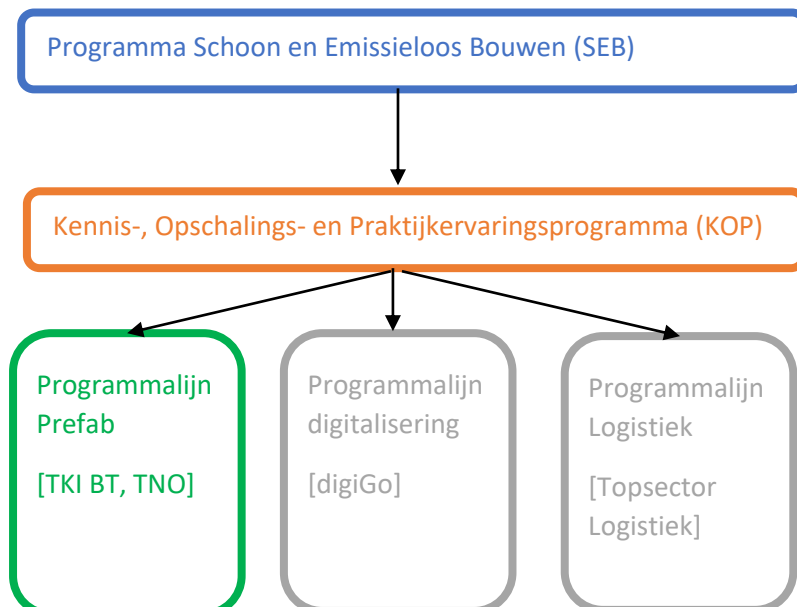 Programma Schoon en Emissieloos Bouwen (SEB)
Kennis-, Opschalings- en Praktijkervaringsprogramma (KOP)
Programmalijn
Prefab
[TKI BT, TNO]
Programmalijn
digitalisering
[digiGo]
Programmalijn
Logistiek
[Topsector
Logistiek]